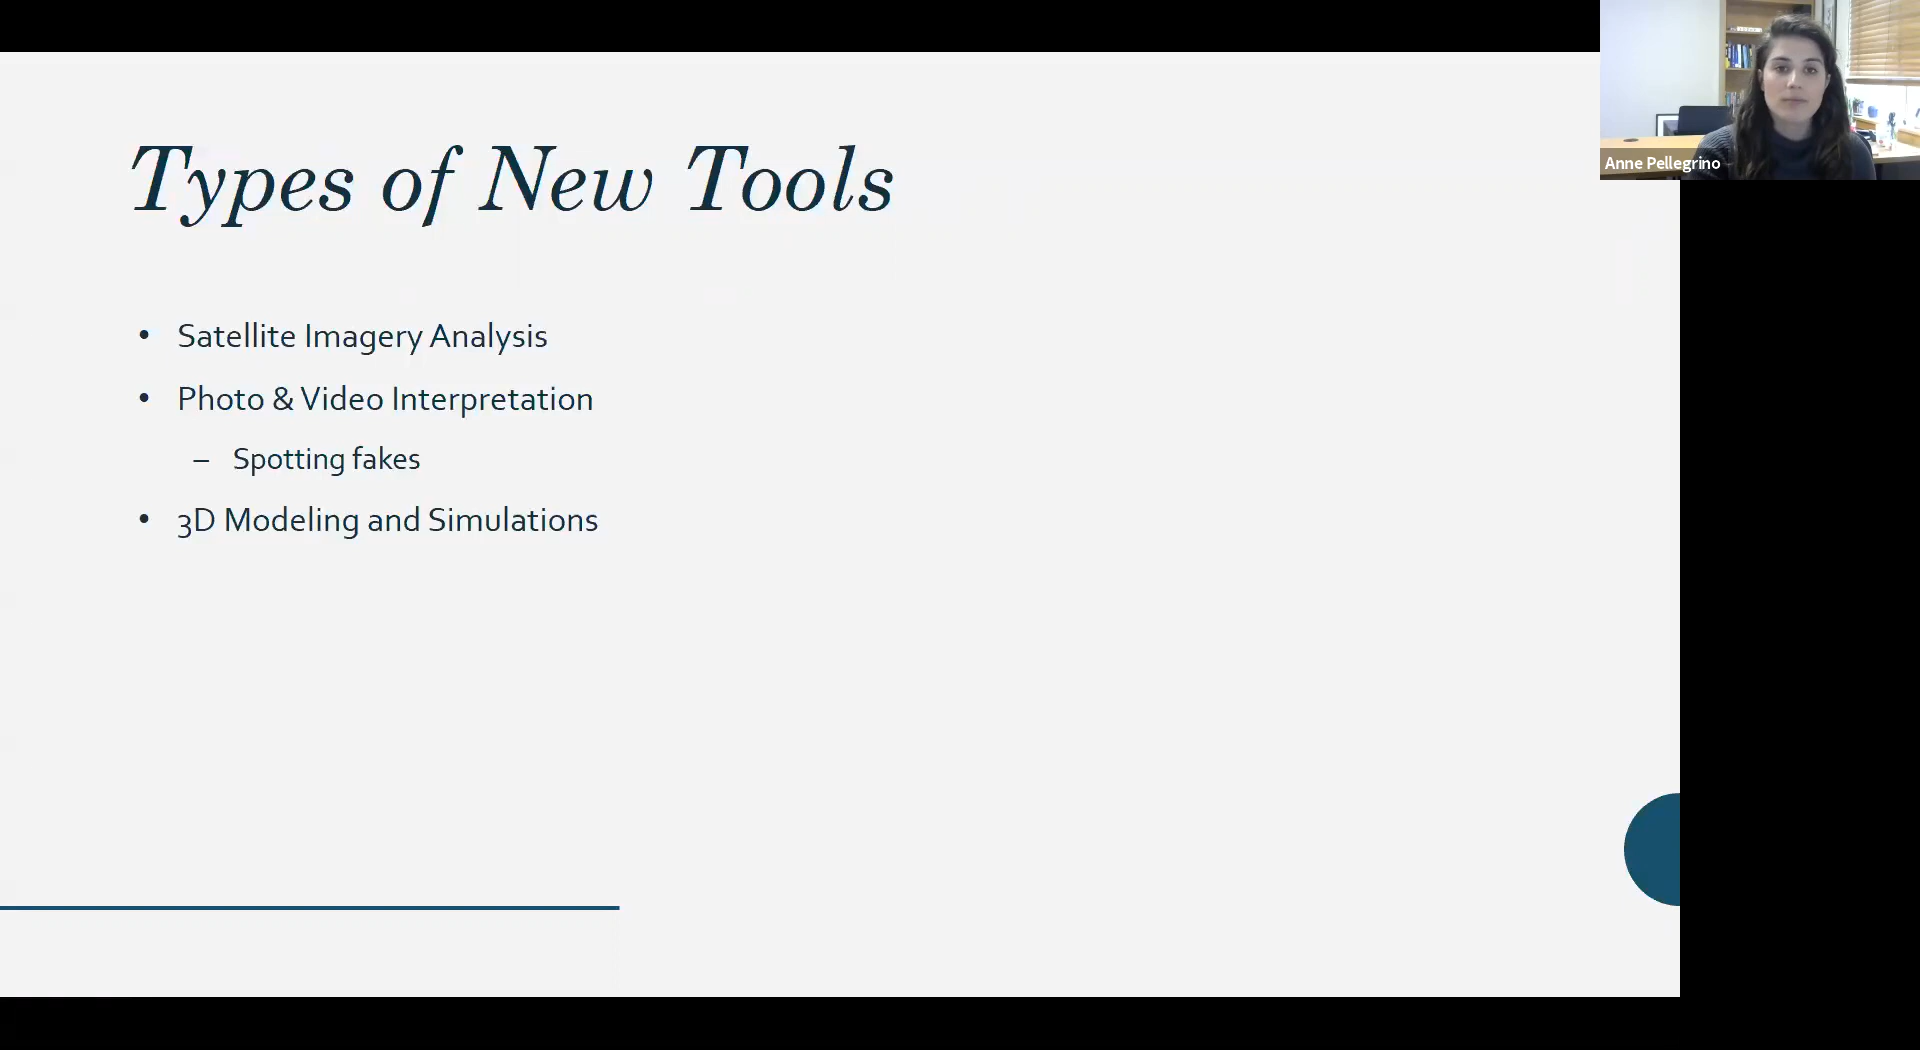 Types of New Tools
• Satellite Imagery Analysis
• Photo & Video Interpretation
– Spotting fakes
• 3D Modeling and Simulations
Anne Pellegrino